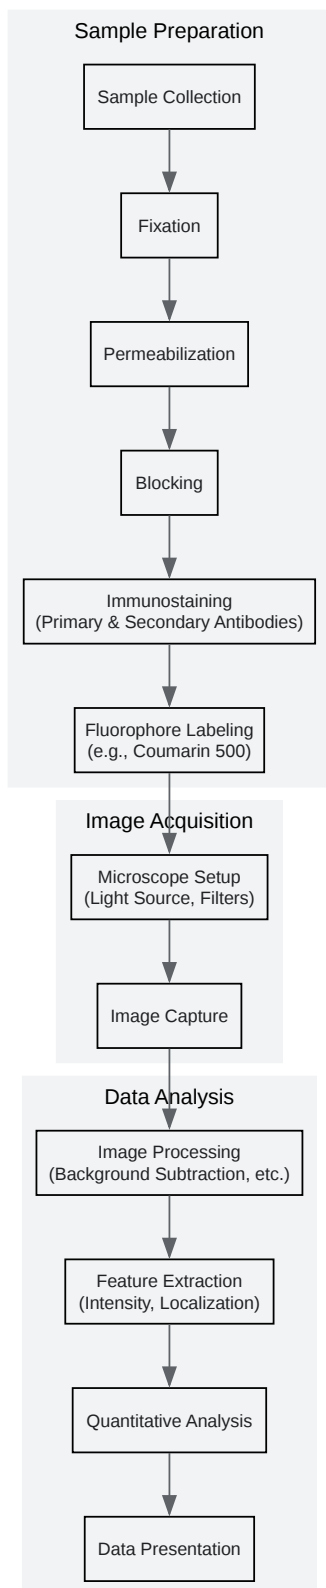 Sample Preparation
Sample Collection
Fixation
Permeabilization
Blocking
Immunostaining
(Primary & Secondary Antibodies)
Fluorophore Labeling
(e.g., Coumarin 500)
Image Acquisition
Microscope Setup
(Light Source, Filters)
Image Capture
Data Analysis
Image Processing
(Background Subtraction, etc.)
Feature Extraction
(Intensity, Localization)
Quantitative Analysis
Data Presentation